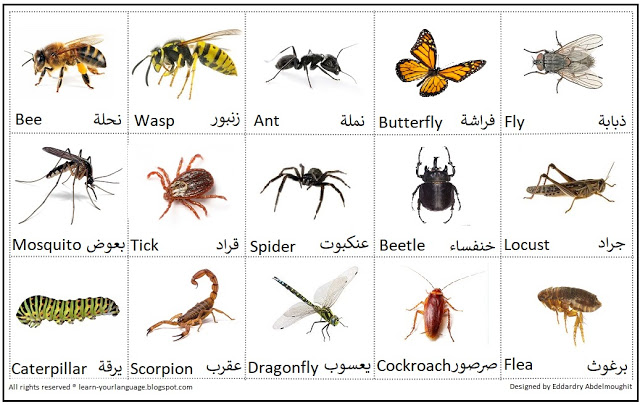 Bee نحلة
Wasp زنبور
Ant نملة
Butterfly فراشة
Fly ذبابة
Mosquito بعوض
Tick قراد
Spider عنكبوت
Beetle خنفساء
Locust جراد
Caterpillar يرقة
Scorpion عقرب
Dragonfly يعسوب
Cockroach صرصور
Flea برغوث
All rights reserved ® learn-yourlanguage.blogspot.com
Designed by Eddardry Abdelmoughit